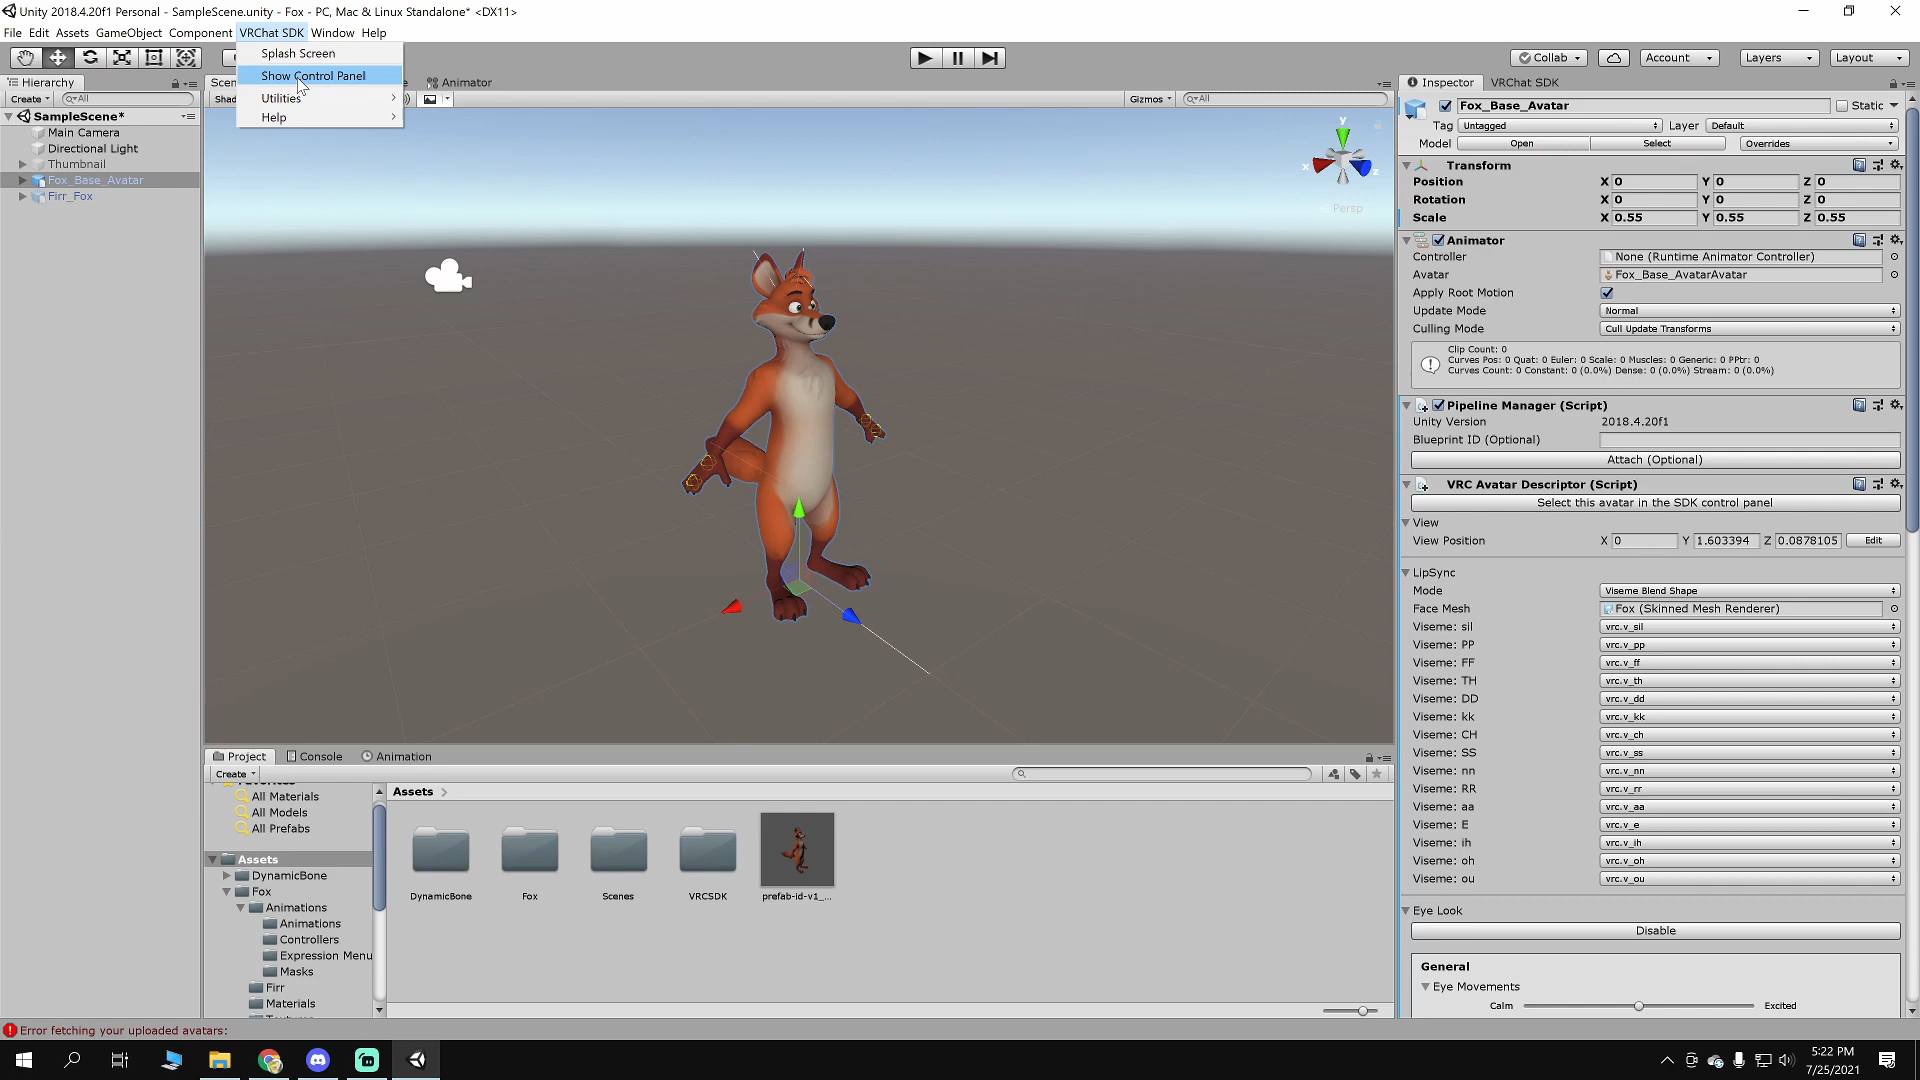 Unity 2018.4.20f1 Personal - SampleScene.unity - Fox - PC, Mac & Linux Standalone* <DX11>
File Edit Assets GameObject Component VRChat SDK Window Help
Splash Screen
Show Control Panel
Utilities
Help
Collab
Account
Layers
Layout
Hierarchy
Create
All
SampleScene*
Main Camera
Directional Light
Thumbnail
Fox_Base_Avatar
Firr_Fox
Scen
Animator
Shad
Gizmos
All
y
x
z
Persp
Project
Console
Animation
Create
All Materials
All Models
All Prefabs
Assets
DynamicBone
Fox
Animations
Animations
Controllers
Expression Menu
Masks
Firr
Materials
Assets
DynamicBone
Fox
Scenes
VRCSDK
prefab-id-v1_...
Inspector
VRChat SDK
Fox_Base_Avatar
Static
Tag Untagged Layer Default
Model Open Select Overrides
Transform
Position X 0 Y 0 Z 0
Rotation X 0 Y 0 Z 0
Scale X 0.55 Y 0.55 Z 0.55
Animator
Controller None (Runtime Animator Controller)
Avatar Fox_Base_AvatarAvatar
Apply Root Motion
Update Mode Normal
Culling Mode Cull Update Transforms
Clip Count: 0
Curves Pos: 0 Quat: 0 Euler: 0 Scale: 0 Muscles: 0 Generic: 0 PPtr: 0
Curves Count: 0 Constant: 0 (0.0%) Dense: 0 (0.0%) Stream: 0 (0.0%)
Pipeline Manager (Script)
Unity Version 2018.4.20f1
Blueprint ID (Optional)
Attach (Optional)
VRC Avatar Descriptor (Script)
Select this avatar in the SDK control panel
View
View Position X 0 Y 1.603394 Z 0.0878105 Edit
LipSync
Mode Viseme Blend Shape
Face Mesh Fox (Skinned Mesh Renderer)
Viseme: sil vrc.v_sil
Viseme: PP vrc.v_pp
Viseme: FF vrc.v_ff
Viseme: TH vrc.v_th
Viseme: DD vrc.v_dd
Viseme: kk vrc.v_kk
Viseme: CH vrc.v_ch
Viseme: SS vrc.v_ss
Viseme: nn vrc.v_nn
Viseme: RR vrc.v_rr
Viseme: aa vrc.v_aa
Viseme: E vrc.v_e
Viseme: ih vrc.v_ih
Viseme: oh vrc.v_oh
Viseme: ou vrc.v_ou
Eye Look
Disable
General
Eye Movements
Calm Excited
Error fetching your uploaded avatars:
5:22 PM
7/25/2021